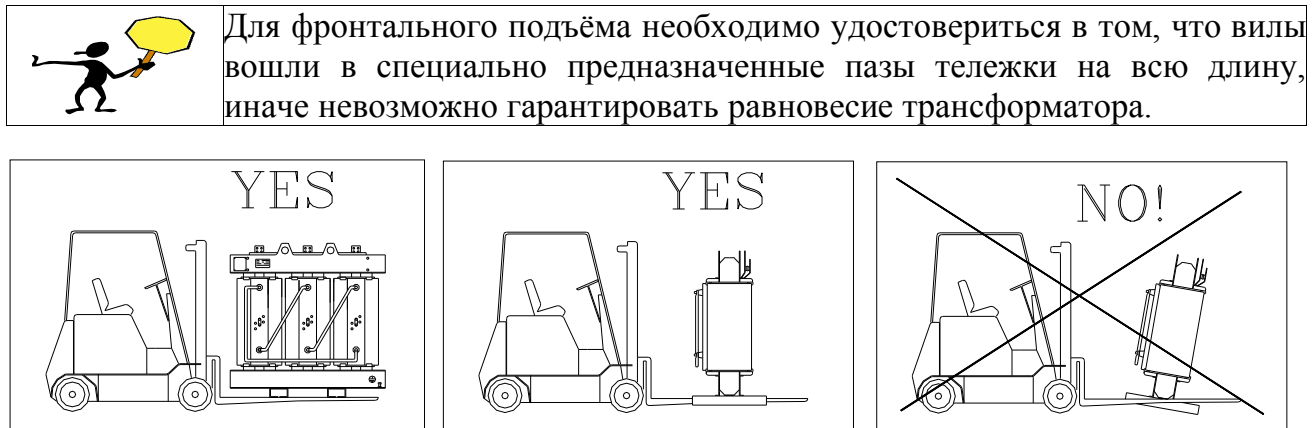 Для фронтального подъёма необходимо удостовериться в том, что вилы
вошли в специально предназначенные пазы тележки на всю длину,
иначе невозможно гарантировать равновесие трансформатора.
YES
YES
NO!